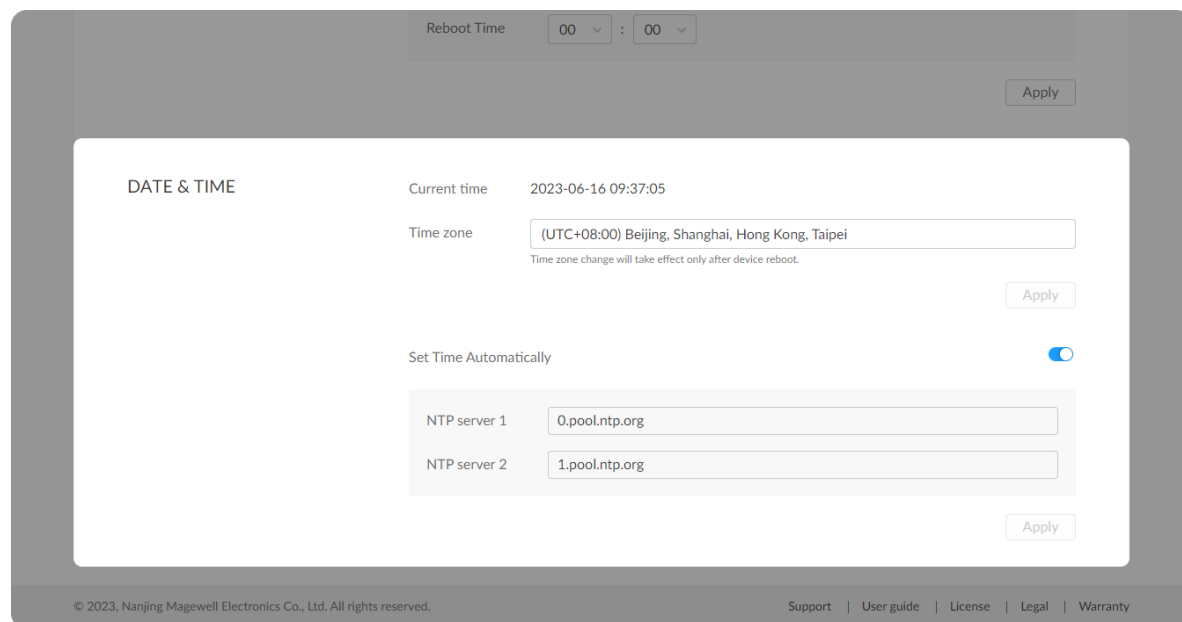 Reboot Time 00 : 00
Apply
DATE & TIME
Current time 2023-06-16 09:37:05
Time zone (UTC+08:00) Beijing, Shanghai, Hong Kong, Taipei
Time zone change will take effect only after device reboot.
Apply
Set Time Automatically
NTP server 1 0.pool.ntp.org
NTP server 2 1.pool.ntp.org
Apply
© 2023, Nanjing Magewell Electronics Co., Ltd. All rights reserved. Support | User guide | License | Legal | Warranty